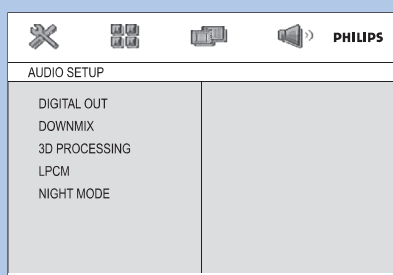 PHILIPS
AUDIO SETUP
DIGITAL OUT
DOWNMIX
3D PROCESSING
LPCM
NIGHT MODE